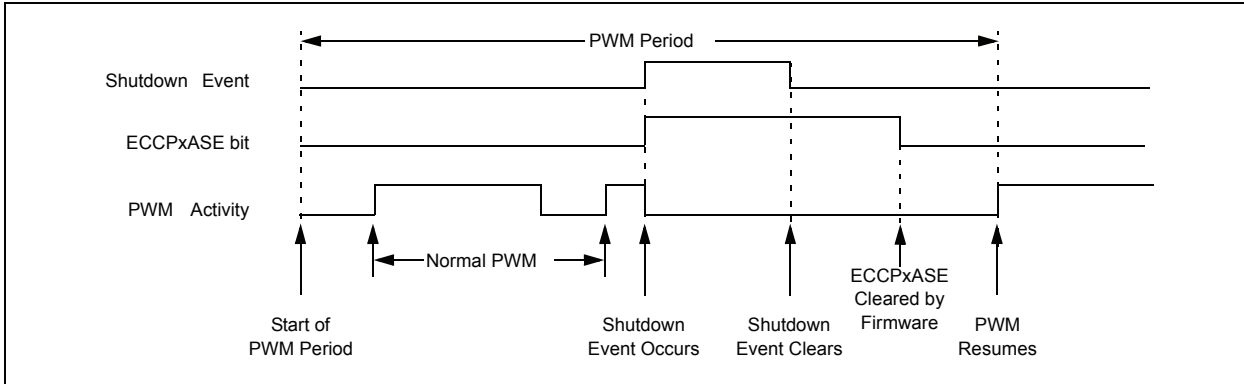 PWM Period
Shutdown Event
ECCPxASE bit
PWM Activity
Normal PWM
Start of
PWM Period
Shutdown
Event Occurs
Shutdown
Event Clears
ECCPxASE
Cleared by
Firmware
PWM
Resumes